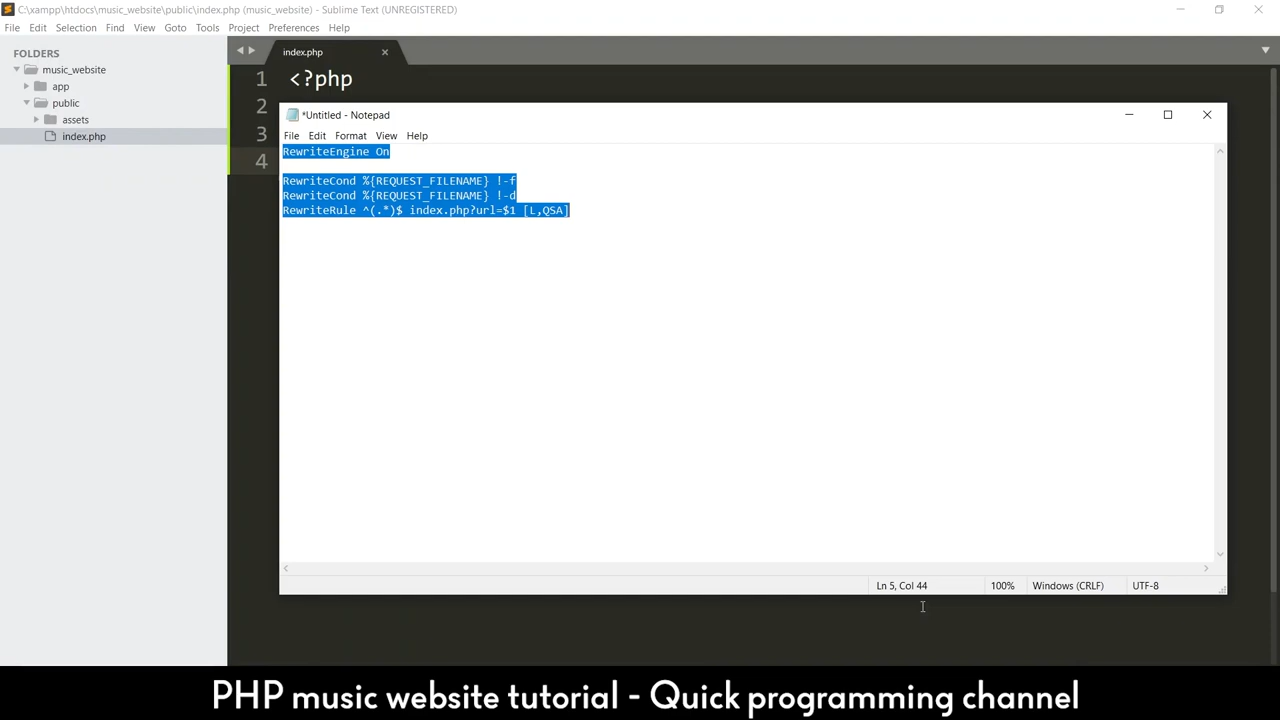 C:\xampp\htdocs\music_website\public\index.php (music_website) - Sublime Text (UNREGISTERED)
File Edit Selection Find View Goto Tools Project Preferences Help
FOLDERS
music_website
app
public
assets
index.php
index.php
1 <?php
2
3
4
*Untitled - Notepad
File Edit Format View Help
RewriteEngine On
RewriteCond %{REQUEST_FILENAME} !-f
RewriteCond %{REQUEST_FILENAME} !-d
RewriteRule ^(.*)$ index.php?url=$1 [L,QSA]
Ln 5, Col 44 100% Windows (CRLF) UTF-8
PHP music website tutorial - Quick programming channel